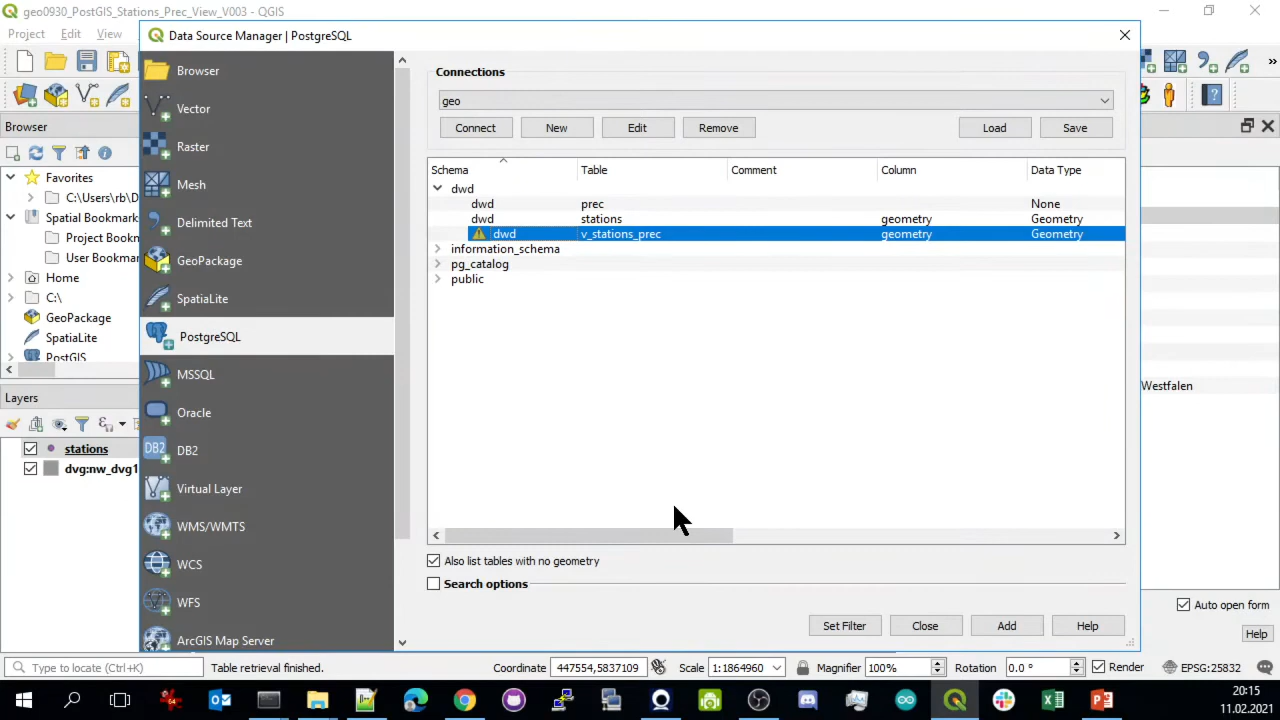 geo0930_PostGIS_Stations_Prec_View_V003 - QGIS
Project Edit View
Data Source Manager | PostgreSQL
Browser
Vector
Raster
Mesh
Delimited Text
GeoPackage
SpatiaLite
PostgreSQL
MSSQL
Oracle
DB2
DB2
Virtual Layer
WMS/WMTS
WCS
WFS
ArcGIS Map Server
Connections
geo
Connect New Edit Remove Load Save
Schema Table Comment Column Data Type
dwd
dwd prec None
dwd stations geometry Geometry
dwd v_stations_prec geometry Geometry
information_schema
pg_catalog
public
Also list tables with no geometry
Search options
Set Filter Close Add Help
Browser
Favorites
C:\Users\rb\D
Spatial Bookmark
Project Bookn
User Bookmar
Home
C:\
GeoPackage
SpatiaLite
PostGIS
Layers
stations
dvg:nw_dvg1
Westfalen
Auto open form
Help
Type to locate (Ctrl+K) Table retrieval finished. Coordinate 447554,5837109 Scale 1:1864960 Magnifier 100% Rotation 0.0 ° Render EPSG:25832
20:15
11.02.2021